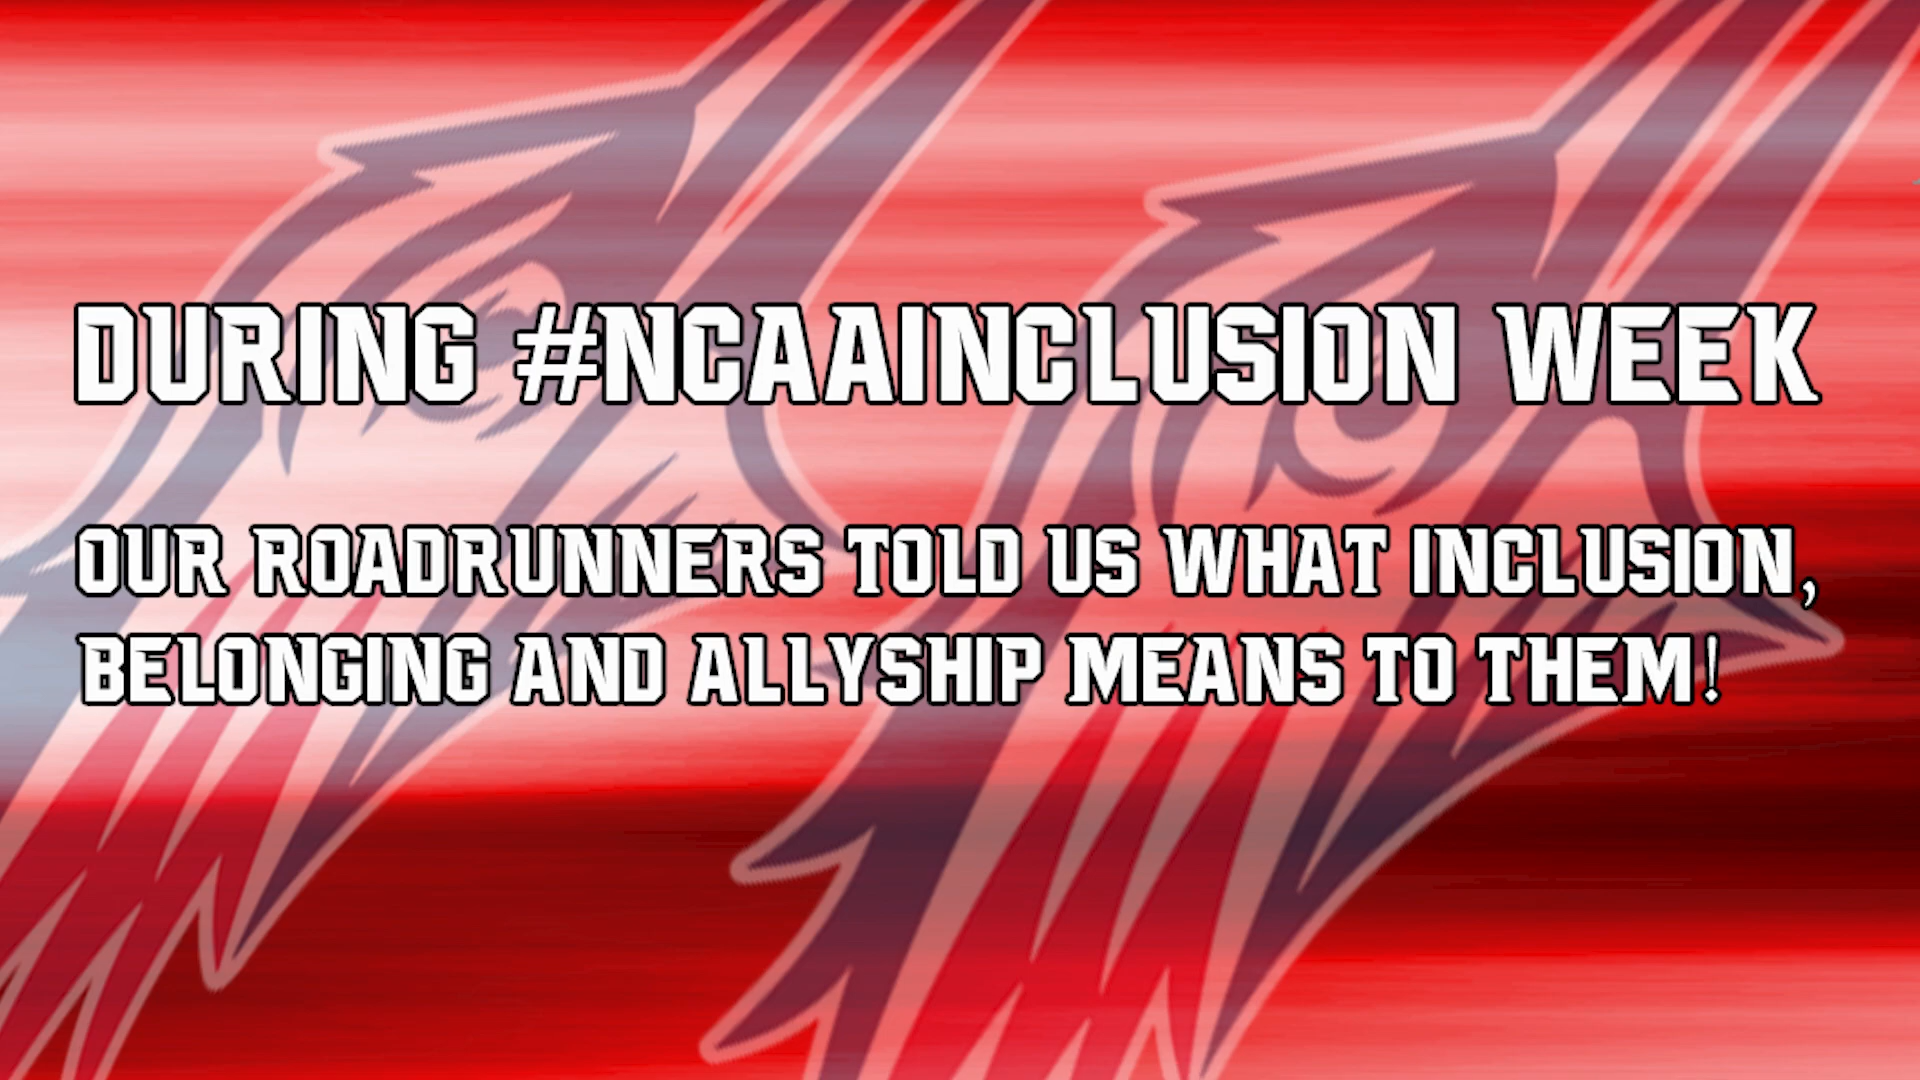 DURING #NCAAINCLUSION WEEK
OUR ROADRUNNERS TOLD US WHAT INCLUSION,
BELONGING AND ALLYSHIP MEANS TO THEM!